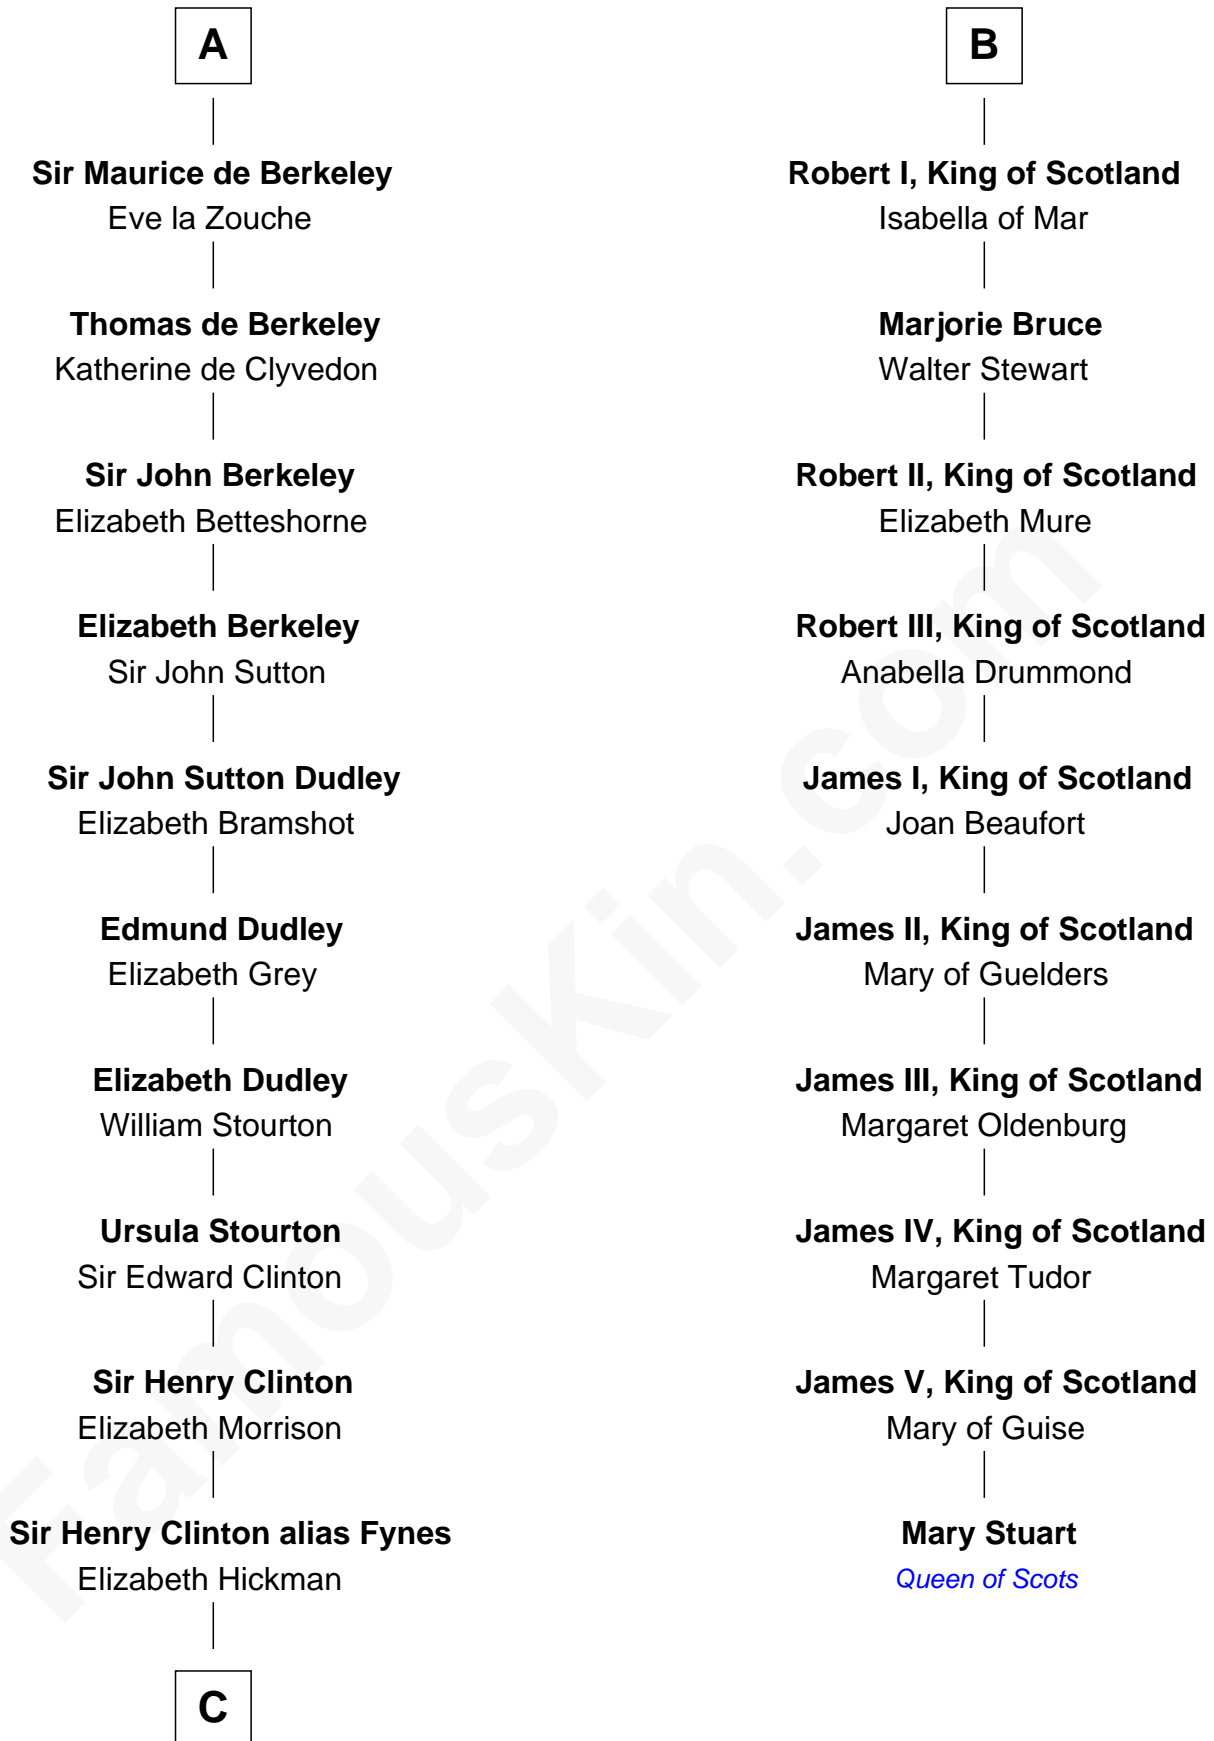 A
Sir Maurice de Berkeley
Eve la Zouche
Thomas de Berkeley
Katherine de Clyvedon
Sir John Berkeley
Elizabeth Betteshorne
Elizabeth Berkeley
Sir John Sutton
Sir John Sutton Dudley
Elizabeth Bramshot
Edmund Dudley
Elizabeth Grey
Elizabeth Dudley
William Stourton
Ursula Stourton
Sir Edward Clinton
Sir Henry Clinton
Elizabeth Morrison
Sir Henry Clinton alias Fynes
Elizabeth Hickman
C
B
Robert I, King of Scotland
Isabella of Mar
Marjorie Bruce
Walter Stewart
Robert II, King of Scotland
Elizabeth Mure
Robert III, King of Scotland
Anabella Drummond
James I, King of Scotland
Joan Beaufort
James II, King of Scotland
Mary of Guelders
James III, King of Scotland
Margaret Oldenburg
James IV, King of Scotland
Margaret Tudor
James V, King of Scotland
Mary of Guise
Mary Stuart
Queen of Scots
FamousKin.com